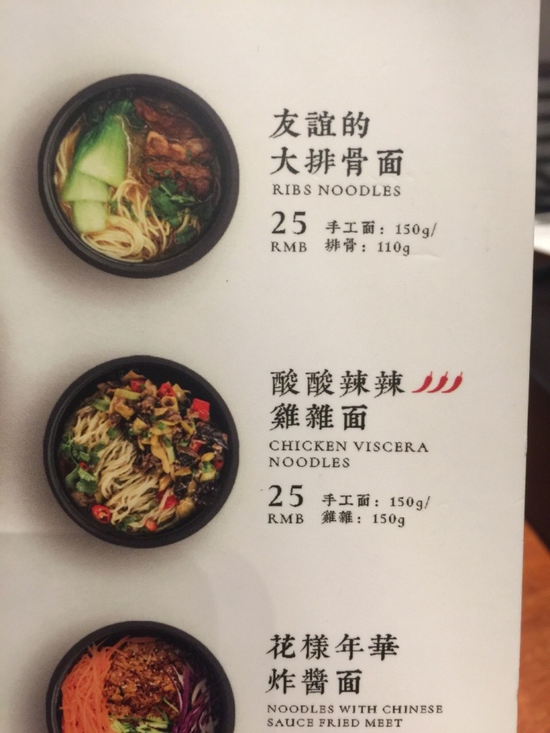 友誼的
大排骨面
RIBS NOODLES
25 手工面：150g/
RMB 排骨：110g
酸酸辣辣
雞雜面
CHICKEN VISCERA
NOODLES
25 手工面：150g/
RMB 雞雜：150g
花樣年華
炸醬面
NOODLES WITH CHINESE
SAUCE FRIED MEET